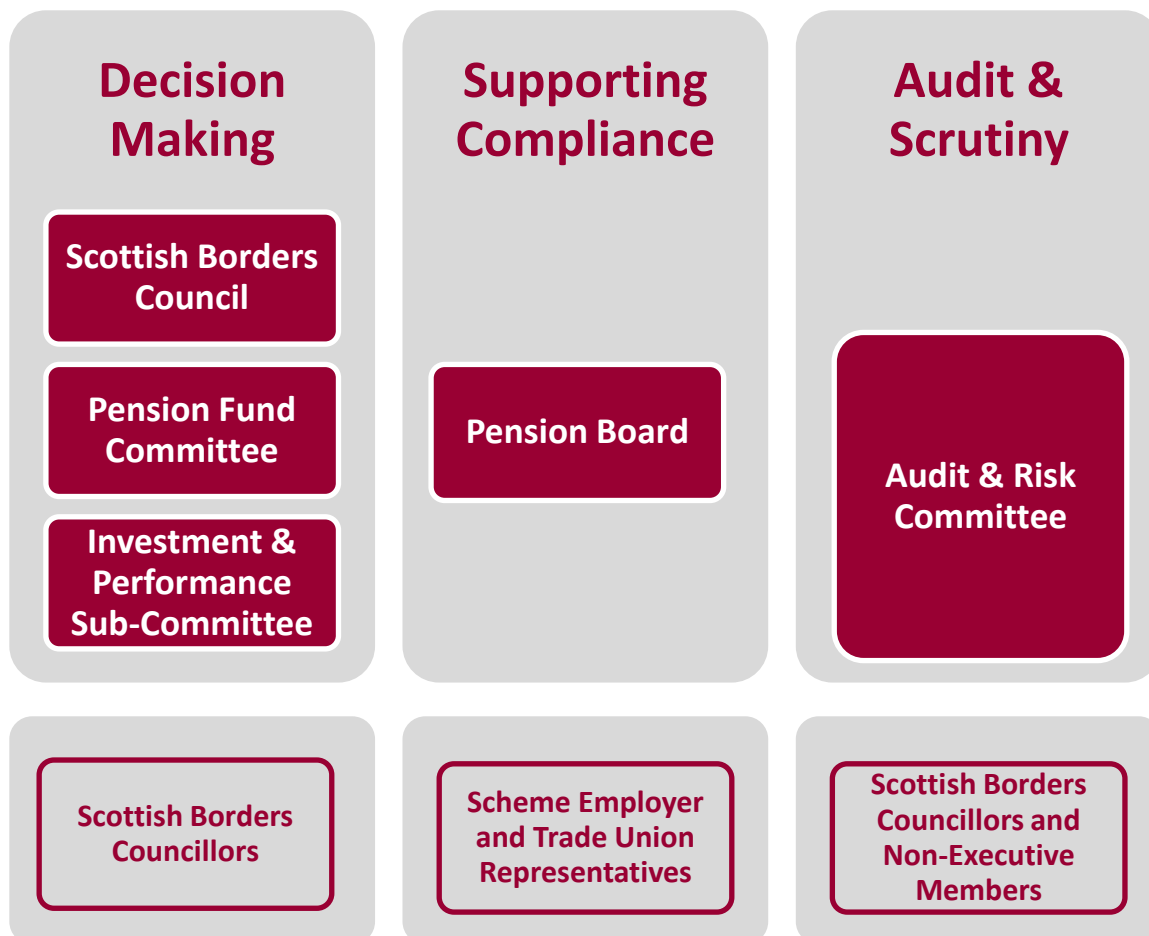 Decision
Making
Scottish Borders
Council
Pension Fund
Committee
Investment &
Performance
Sub-Committee
Supporting
Compliance
Pension Board
Audit &
Scrutiny
Audit & Risk
Committee
Scottish Borders
Councillors
Scheme Employer
and Trade Union
Representatives
Scottish Borders
Councillors and
Non-Executive
Members